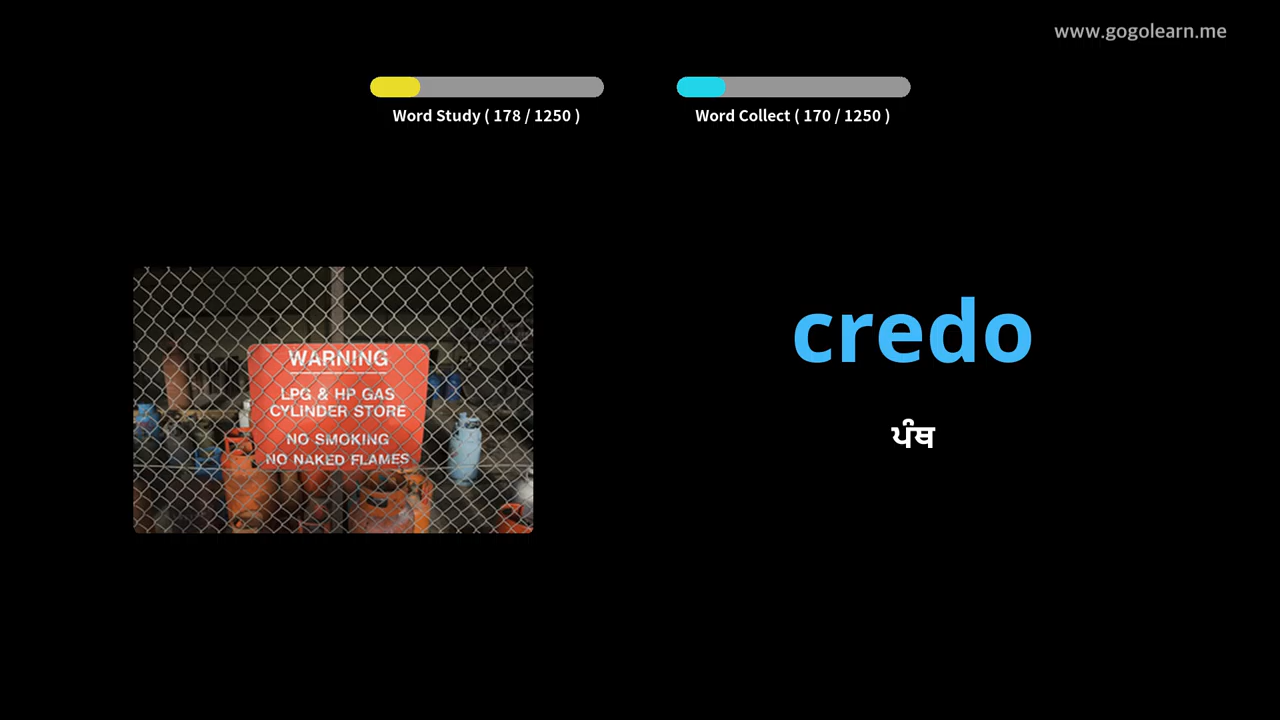 www.gogolearn.me
Word Study ( 178 / 1250 )
Word Collect ( 170 / 1250 )
WARNING
LPG & HP GAS
CYLINDER STORE
NO SMOKING
NO NAKED FLAMES
credo
ਪੰਥ